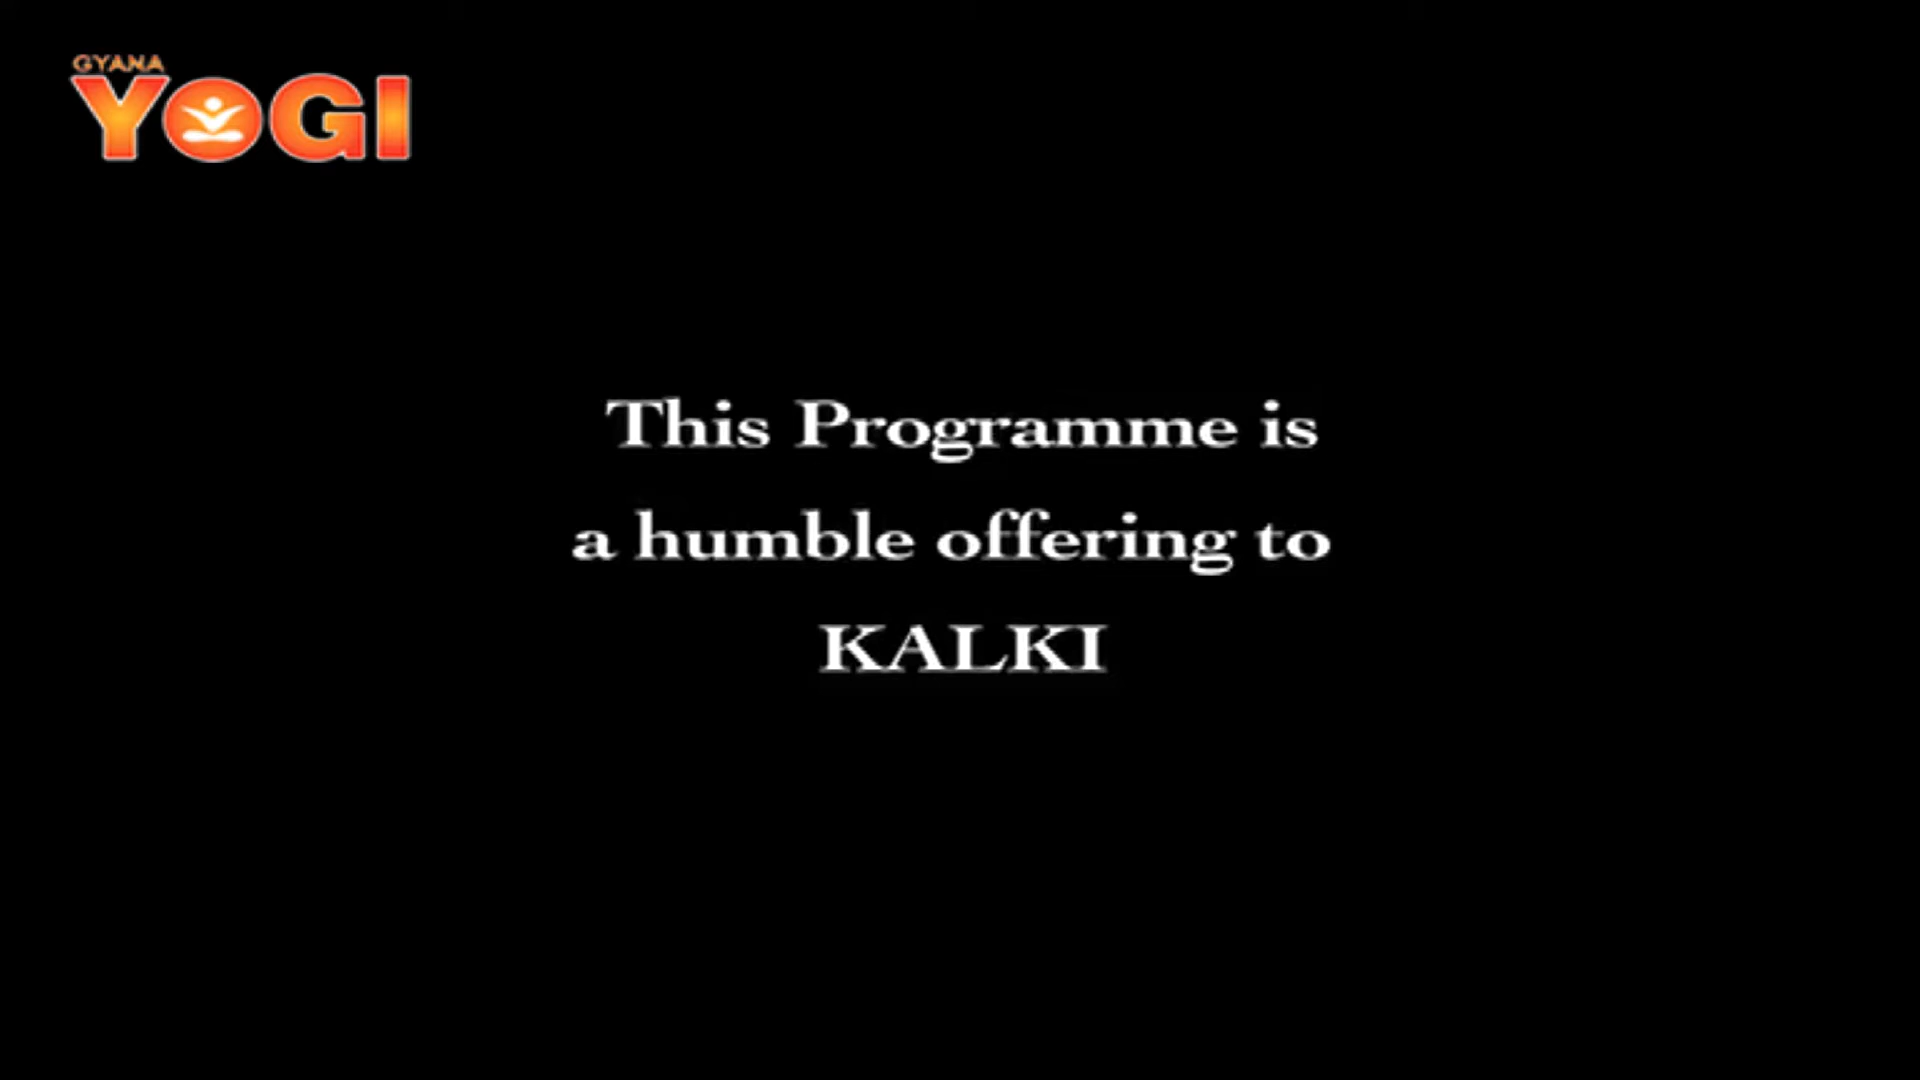 GYANA
YOGI
This Programme is
a humble offering to
KALKI